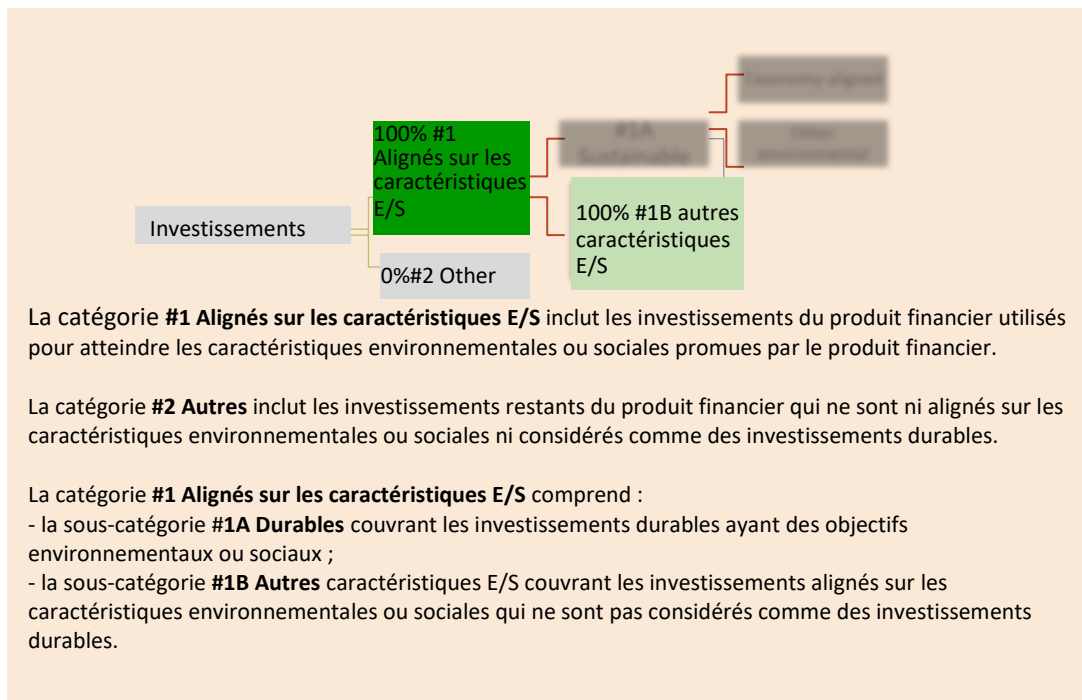 Taxonomy-aligned
100% #1
Alignés sur les
caractéristiques
E/S
#1A
Sustainable
Other
environmental
Investissements
100% #1B autres
caractéristiques
E/S
0%#2 Other
La catégorie #1 Alignés sur les caractéristiques E/S inclut les investissements du produit financier utilisés
pour atteindre les caractéristiques environnementales ou sociales promues par le produit financier.
La catégorie #2 Autres inclut les investissements restants du produit financier qui ne sont ni alignés sur les
caractéristiques environnementales ou sociales ni considérés comme des investissements durables.
La catégorie #1 Alignés sur les caractéristiques E/S comprend :
- la sous-catégorie #1A Durables couvrant les investissements durables ayant des objectifs
environnementaux ou sociaux ;
- la sous-catégorie #1B Autres caractéristiques E/S couvrant les investissements alignés sur les
caractéristiques environnementales ou sociales qui ne sont pas considérés comme des investissements
durables.